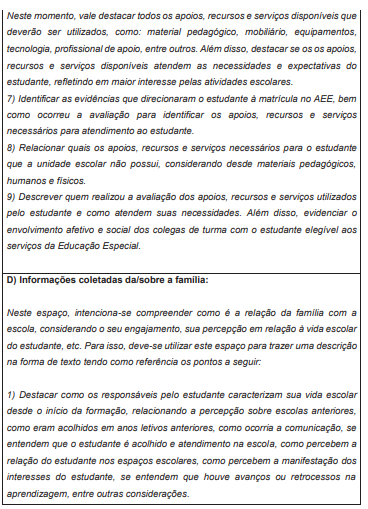 Neste momento, vale destacar todos os apoios, recursos e serviços disponíveis que
deverão ser utilizados, como: material pedagógico, mobiliário, equipamentos,
tecnologia, profissional de apoio, entre outros. Além disso, destacar se os os apoios,
recursos e serviços disponíveis atendem as necessidades e expectativas do
estudante, refletindo em maior interesse pelas atividades escolares.
7) Identificar as evidências que direcionaram o estudante à matrícula no AEE, bem
como ocorreu a avaliação para identificar os apoios, recursos e serviços
necessários para atendimento ao estudante.
8) Relacionar quais os apoios, recursos e serviços necessários para o estudante
que a unidade escolar não possui, considerando desde materiais pedagógicos,
humanos e físicos.
9) Descrever quem realizou a avaliação dos apoios, recursos e serviços utilizados
pelo estudante e como atendem suas necessidades. Além disso, evidenciar o
envolvimento afetivo e social dos colegas de turma com o estudante elegível aos
serviços da Educação Especial.
D) Informações coletadas da/sobre a família:
Neste espaço, intenciona-se compreender como é a relação da família com a
escola, considerando o seu engajamento, sua percepção em relação à vida escolar
do estudante, etc. Para isso, deve-se utilizar este espaço para trazer uma descrição
na forma de texto tendo como referência os pontos a seguir:
1) Destacar como os responsáveis pelo estudante caracterizam sua vida escolar
desde o início da formação, relacionando a percepção sobre escolas anteriores,
como eram acolhidos em anos letivos anteriores, como ocorria a comunicação, se
entendem que o estudante é acolhido e atendimento na escola, como percebem a
relação do estudante nos espaços escolares, como percebem a manifestação dos
interesses do estudante, se entendem que houve avanços ou retrocessos na
aprendizagem, entre outras considerações.